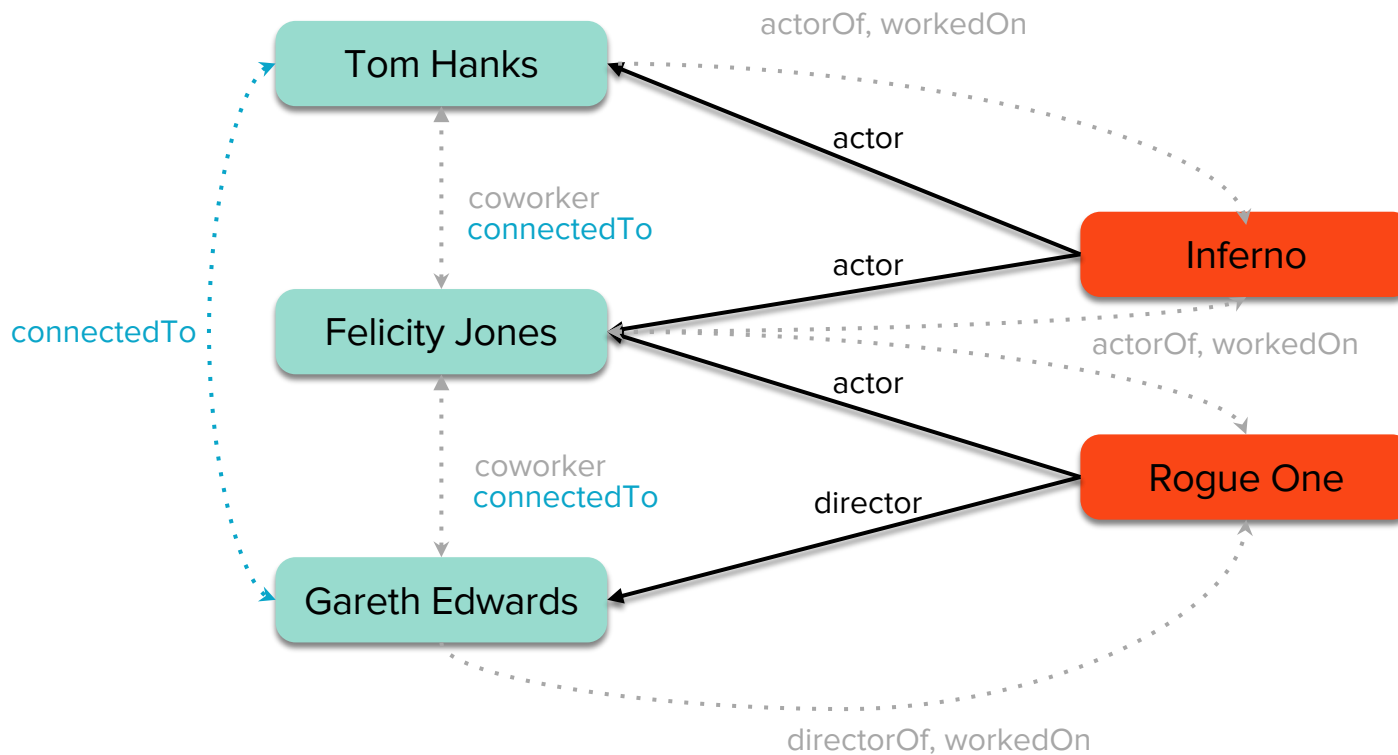 actorOf, workedOn
Tom Hanks
actor
coworker
connectedTo
Inferno
actor
connectedTo
Felicity Jones
actorOf, workedOn
actor
coworker
connectedTo
Rogue One
director
Gareth Edwards
directorOf, workedOn